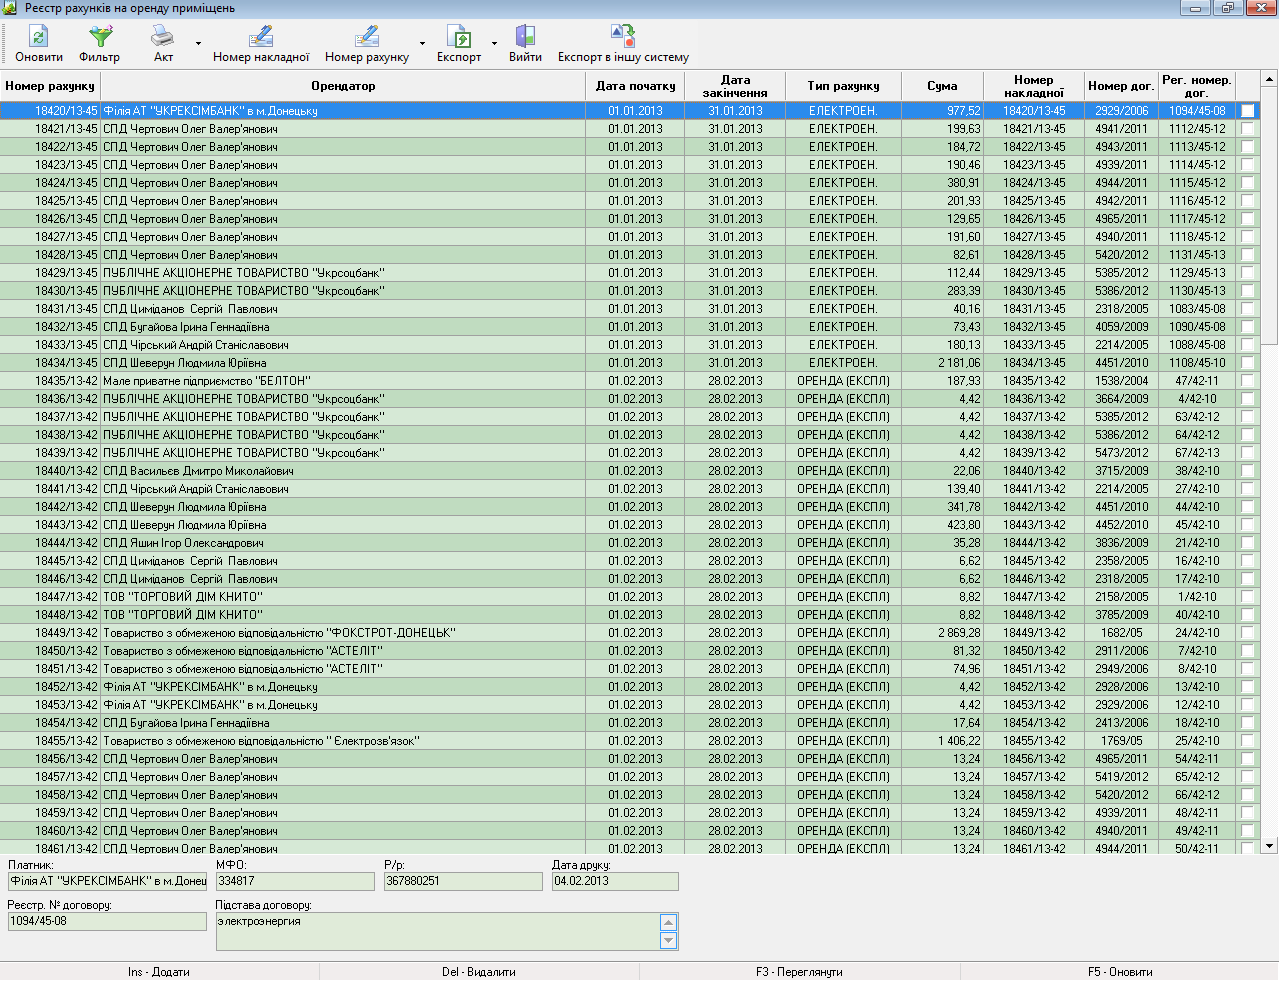 Реєстр рахунків на оренду приміщень
Оновити Фильтр Акт Номер накладної Номер рахунку Експорт Вийти Експорт в іншу систему
Номер рахунку Орендатор Дата початку Дата закінчення Тип рахунку Сума Номер накладної Номер дог. Рег. номер. дог.
18420/13-45 Філія АТ "УКРЕКСІМБАНК" в м.Донецьку 01.01.2013 31.01.2013 ЕЛЕКТРОЕН. 977,52 18420/13-45 2929/2006 1094/45-08
18421/13-45 СПД Чертович Олег Валер'янович 01.01.2013 31.01.2013 ЕЛЕКТРОЕН. 199,63 18421/13-45 4941/2011 1112/45-12
18422/13-45 СПД Чертович Олег Валер'янович 01.01.2013 31.01.2013 ЕЛЕКТРОЕН. 184,72 18422/13-45 4943/2011 1113/45-12
18423/13-45 СПД Чертович Олег Валер'янович 01.01.2013 31.01.2013 ЕЛЕКТРОЕН. 190,46 18423/13-45 4939/2011 1114/45-12
18424/13-45 СПД Чертович Олег Валер'янович 01.01.2013 31.01.2013 ЕЛЕКТРОЕН. 380,91 18424/13-45 4944/2011 1115/45-12
18425/13-45 СПД Чертович Олег Валер'янович 01.01.2013 31.01.2013 ЕЛЕКТРОЕН. 201,93 18425/13-45 4942/2011 1116/45-12
18426/13-45 СПД Чертович Олег Валер'янович 01.01.2013 31.01.2013 ЕЛЕКТРОЕН. 129,65 18426/13-45 4965/2011 1117/45-12
18427/13-45 СПД Чертович Олег Валер'янович 01.01.2013 31.01.2013 ЕЛЕКТРОЕН. 191,60 18427/13-45 4940/2011 1118/45-12
18428/13-45 СПД Чертович Олег Валер'янович 01.01.2013 31.01.2013 ЕЛЕКТРОЕН. 82,61 18428/13-45 5420/2012 1131/45-13
18429/13-45 ПУБЛІЧНЕ АКЦІОНЕРНЕ ТОВАРИСТВО "Укрсоцбанк" 01.01.2013 31.01.2013 ЕЛЕКТРОЕН. 112,44 18429/13-45 5385/2012 1129/45-13
18430/13-45 ПУБЛІЧНЕ АКЦІОНЕРНЕ ТОВАРИСТВО "Укрсоцбанк" 01.01.2013 31.01.2013 ЕЛЕКТРОЕН. 283,39 18430/13-45 5386/2012 1130/45-13
18431/13-45 СПД Циміданов Сергій Павлович 01.01.2013 31.01.2013 ЕЛЕКТРОЕН. 40,16 18431/13-45 2318/2005 1083/45-08
18432/13-45 СПД Бугайова Ірина Геннадіївна 01.01.2013 31.01.2013 ЕЛЕКТРОЕН. 73,43 18432/13-45 4059/2009 1090/45-08
18433/13-45 СПД Чірський Андрій Станіславович 01.01.2013 31.01.2013 ЕЛЕКТРОЕН. 180,13 18433/13-45 2214/2005 1088/45-08
18434/13-45 СПД Шеверун Людмила Юріївна 01.01.2013 31.01.2013 ЕЛЕКТРОЕН. 2 181,06 18434/13-45 4451/2010 1108/45-10
18435/13-42 Мале приватне підприємство "БЕЛТОН" 01.02.2013 28.02.2013 ОРЕНДА (ЕКСПЛ) 187,93 18435/13-42 1538/2004 47/42-11
18436/13-42 ПУБЛІЧНЕ АКЦІОНЕРНЕ ТОВАРИСТВО "Укрсоцбанк" 01.02.2013 28.02.2013 ОРЕНДА (ЕКСПЛ) 4,42 18436/13-42 3664/2009 4/42-10
18437/13-42 ПУБЛІЧНЕ АКЦІОНЕРНЕ ТОВАРИСТВО "Укрсоцбанк" 01.02.2013 28.02.2013 ОРЕНДА (ЕКСПЛ) 4,42 18437/13-42 5385/2012 63/42-12
18438/13-42 ПУБЛІЧНЕ АКЦІОНЕРНЕ ТОВАРИСТВО "Укрсоцбанк" 01.02.2013 28.02.2013 ОРЕНДА (ЕКСПЛ) 4,42 18438/13-42 5386/2012 64/42-12
18439/13-42 ПУБЛІЧНЕ АКЦІОНЕРНЕ ТОВАРИСТВО "Укрсоцбанк" 01.02.2013 28.02.2013 ОРЕНДА (ЕКСПЛ) 4,42 18439/13-42 5473/2012 67/42-13
18440/13-42 СПД Васильєв Дмитро Миколайович 01.02.2013 28.02.2013 ОРЕНДА (ЕКСПЛ) 22,06 18440/13-42 3715/2009 38/42-10
18441/13-42 СПД Чірський Андрій Станіславович 01.02.2013 28.02.2013 ОРЕНДА (ЕКСПЛ) 139,40 18441/13-42 2214/2005 27/42-10
18442/13-42 СПД Шеверун Людмила Юріївна 01.02.2013 28.02.2013 ОРЕНДА (ЕКСПЛ) 341,78 18442/13-42 4451/2010 44/42-10
18443/13-42 СПД Шеверун Людмила Юріївна 01.02.2013 28.02.2013 ОРЕНДА (ЕКСПЛ) 423,80 18443/13-42 4452/2010 45/42-10
18444/13-42 СПД Яшин Ігор Олександрович 01.02.2013 28.02.2013 ОРЕНДА (ЕКСПЛ) 35,28 18444/13-42 3836/2009 21/42-10
18445/13-42 СПД Циміданов Сергій Павлович 01.02.2013 28.02.2013 ОРЕНДА (ЕКСПЛ) 6,62 18445/13-42 2358/2005 16/42-10
18446/13-42 СПД Циміданов Сергій Павлович 01.02.2013 28.02.2013 ОРЕНДА (ЕКСПЛ) 6,62 18446/13-42 2318/2005 17/42-10
18447/13-42 ТОВ "ТОРГОВИЙ ДІМ КНИТО" 01.02.2013 28.02.2013 ОРЕНДА (ЕКСПЛ) 8,82 18447/13-42 2158/2005 1/42-10
18448/13-42 ТОВ "ТОРГОВИЙ ДІМ КНИТО" 01.02.2013 28.02.2013 ОРЕНДА (ЕКСПЛ) 8,82 18448/13-42 3785/2009 40/42-10
18449/13-42 Товариство з обмеженою відповідальністю "ФОКСТРОТ-ДОНЕЦЬК" 01.02.2013 28.02.2013 ОРЕНДА (ЕКСПЛ) 2 869,28 18449/13-42 1682/05 24/42-10
18450/13-42 Товариство з обмеженою відповідальністю "АСТЕЛІТ" 01.02.2013 28.02.2013 ОРЕНДА (ЕКСПЛ) 81,32 18450/13-42 2911/2006 7/42-10
18451/13-42 Товариство з обмеженою відповідальністю "АСТЕЛІТ" 01.02.2013 28.02.2013 ОРЕНДА (ЕКСПЛ) 74,96 18451/13-42 2949/2006 8/42-10
18452/13-42 Філія АТ "УКРЕКСІМБАНК" в м.Донецьку 01.02.2013 28.02.2013 ОРЕНДА (ЕКСПЛ) 4,42 18452/13-42 2928/2006 13/42-10
18453/13-42 Філія АТ "УКРЕКСІМБАНК" в м.Донецьку 01.02.2013 28.02.2013 ОРЕНДА (ЕКСПЛ) 4,42 18453/13-42 2929/2006 12/42-10
18454/13-42 СПД Бугайова Ірина Геннадіївна 01.02.2013 28.02.2013 ОРЕНДА (ЕКСПЛ) 17,64 18454/13-42 2413/2006 18/42-10
18455/13-42 Товариство з обмеженою відповідальністю " Єлектрозв'язок" 01.02.2013 28.02.2013 ОРЕНДА (ЕКСПЛ) 1 406,22 18455/13-42 1769/05 25/42-10
18456/13-42 СПД Чертович Олег Валер'янович 01.02.2013 28.02.2013 ОРЕНДА (ЕКСПЛ) 13,24 18456/13-42 4965/2011 54/42-11
18457/13-42 СПД Чертович Олег Валер'янович 01.02.2013 28.02.2013 ОРЕНДА (ЕКСПЛ) 13,24 18457/13-42 5419/2012 65/42-12
18458/13-42 СПД Чертович Олег Валер'янович 01.02.2013 28.02.2013 ОРЕНДА (ЕКСПЛ) 13,24 18458/13-42 5420/2012 66/42-12
18459/13-42 СПД Чертович Олег Валер'янович 01.02.2013 28.02.2013 ОРЕНДА (ЕКСПЛ) 13,24 18459/13-42 4939/2011 48/42-11
18460/13-42 СПД Чертович Олег Валер'янович 01.02.2013 28.02.2013 ОРЕНДА (ЕКСПЛ) 13,24 18460/13-42 4940/2011 49/42-11
18461/13-42 СПД Чертович Олег Валер'янович 01.02.2013 28.02.2013 ОРЕНДА (ЕКСПЛ) 13,24 18461/13-42 4944/2011 50/42-11
Платник: МФО: Р/р: Дата друку:
Філія АТ "УКРЕКСІМБАНК" в м.Донец 334817 367880251 04.02.2013
Реєстр. № договору: Підстава договору:
1094/45-08 электроэнергия
Ins - Додати Del - Видалити F3 - Переглянути F5 - Оновити